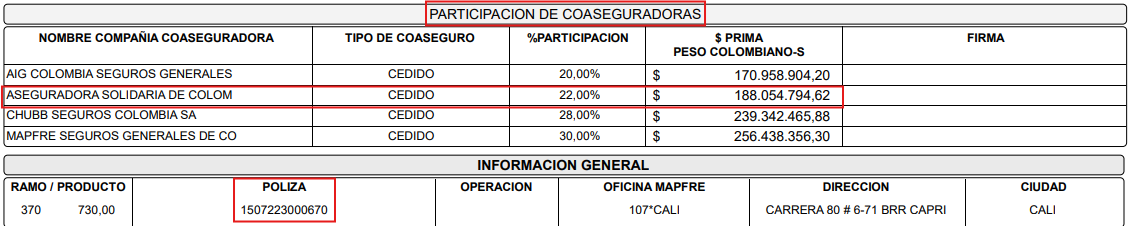 PARTICIPACION DE COASEGURADORAS
NOMBRE COMPAÑIA COASEGURADORA TIPO DE COASEGURO %PARTICIPACION $ PRIMA PESO COLOMBIANO-S FIRMA
AIG COLOMBIA SEGUROS GENERALES CEDIDO 20,00% $ 170.958.904,20
ASEGURADORA SOLIDARIA DE COLOM CEDIDO 22,00% $ 188.054.794,62
CHUBB SEGUROS COLOMBIA SA CEDIDO 28,00% $ 239.342.465,88
MAPFRE SEGUROS GENERALES DE CO CEDIDO 30,00% $ 256.438.356,30
INFORMACION GENERAL
RAMO / PRODUCTO POLIZA OPERACION OFICINA MAPFRE DIRECCION CIUDAD
370 730,00 1507223000670 107*CALI CARRERA 80 # 6-71 BRR CAPRI CALI